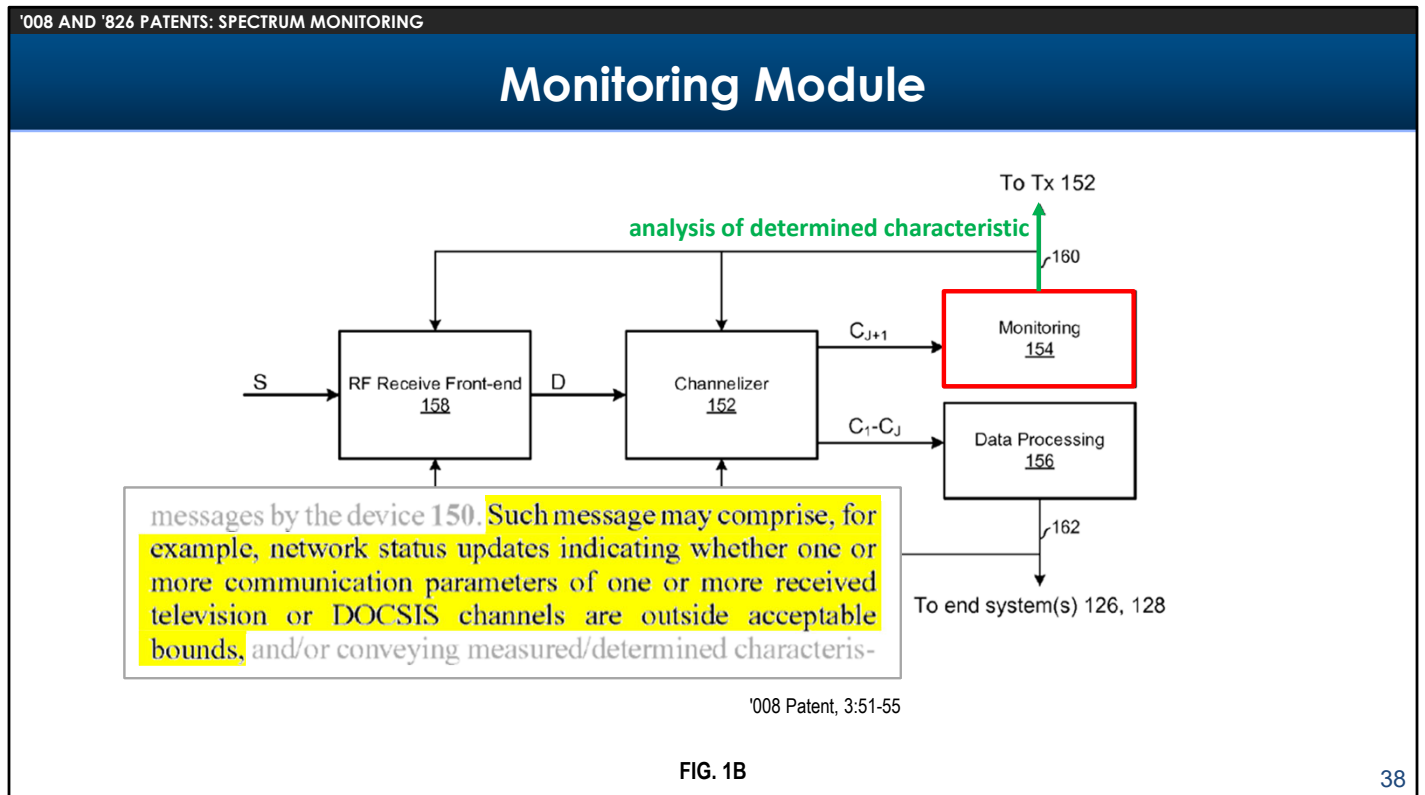 '008 AND '826 PATENTS: SPECTRUM MONITORING
Monitoring Module
To Tx 152
analysis of determined characteristic
160
Monitoring
154
C_{J+1}
S
RF Receive Front-end
158
D
Channelizer
152
C₁-C_J
Data Processing
156
162
To end system(s) 126, 128
messages by the device 150. Such message may comprise, for
example, network status updates indicating whether one or
more communication parameters of one or more received
television or DOCSIS channels are outside acceptable
bounds, and/or conveying measured/determined characteris-
'008 Patent, 3:51-55
FIG. 1B
38